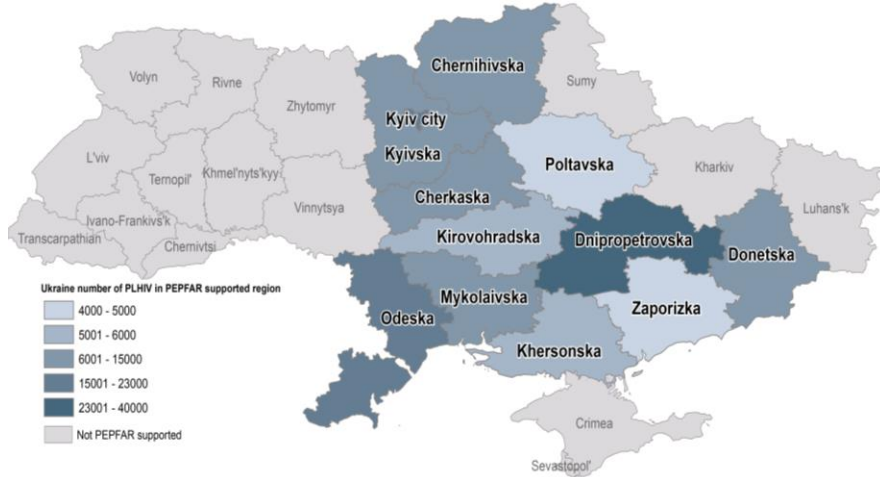 Chernihivska
Sumy
Volyn
Rivne
Zhytomyr
Kyiv city
Kyivska
L'viv
Ternopil'
Khmel'nyts'kyy
Poltavska
Kharkiv
Cherkaska
Vinnytsya
Luhans'k
Ivano-Frankivs'k
Transcarpathian
Chernivtsi
Kirovohradska
Dnipropetrovska
Donetska
Ukraine number of PLHIV in PEPFAR supported region
4000 - 5000
5001 - 6000
6001 - 15000
15001 - 23000
23001 - 40000
Not PEPFAR supported
Odeska
Mykolaivska
Zaporizka
Khersonska
Crimea
Sevastopol'